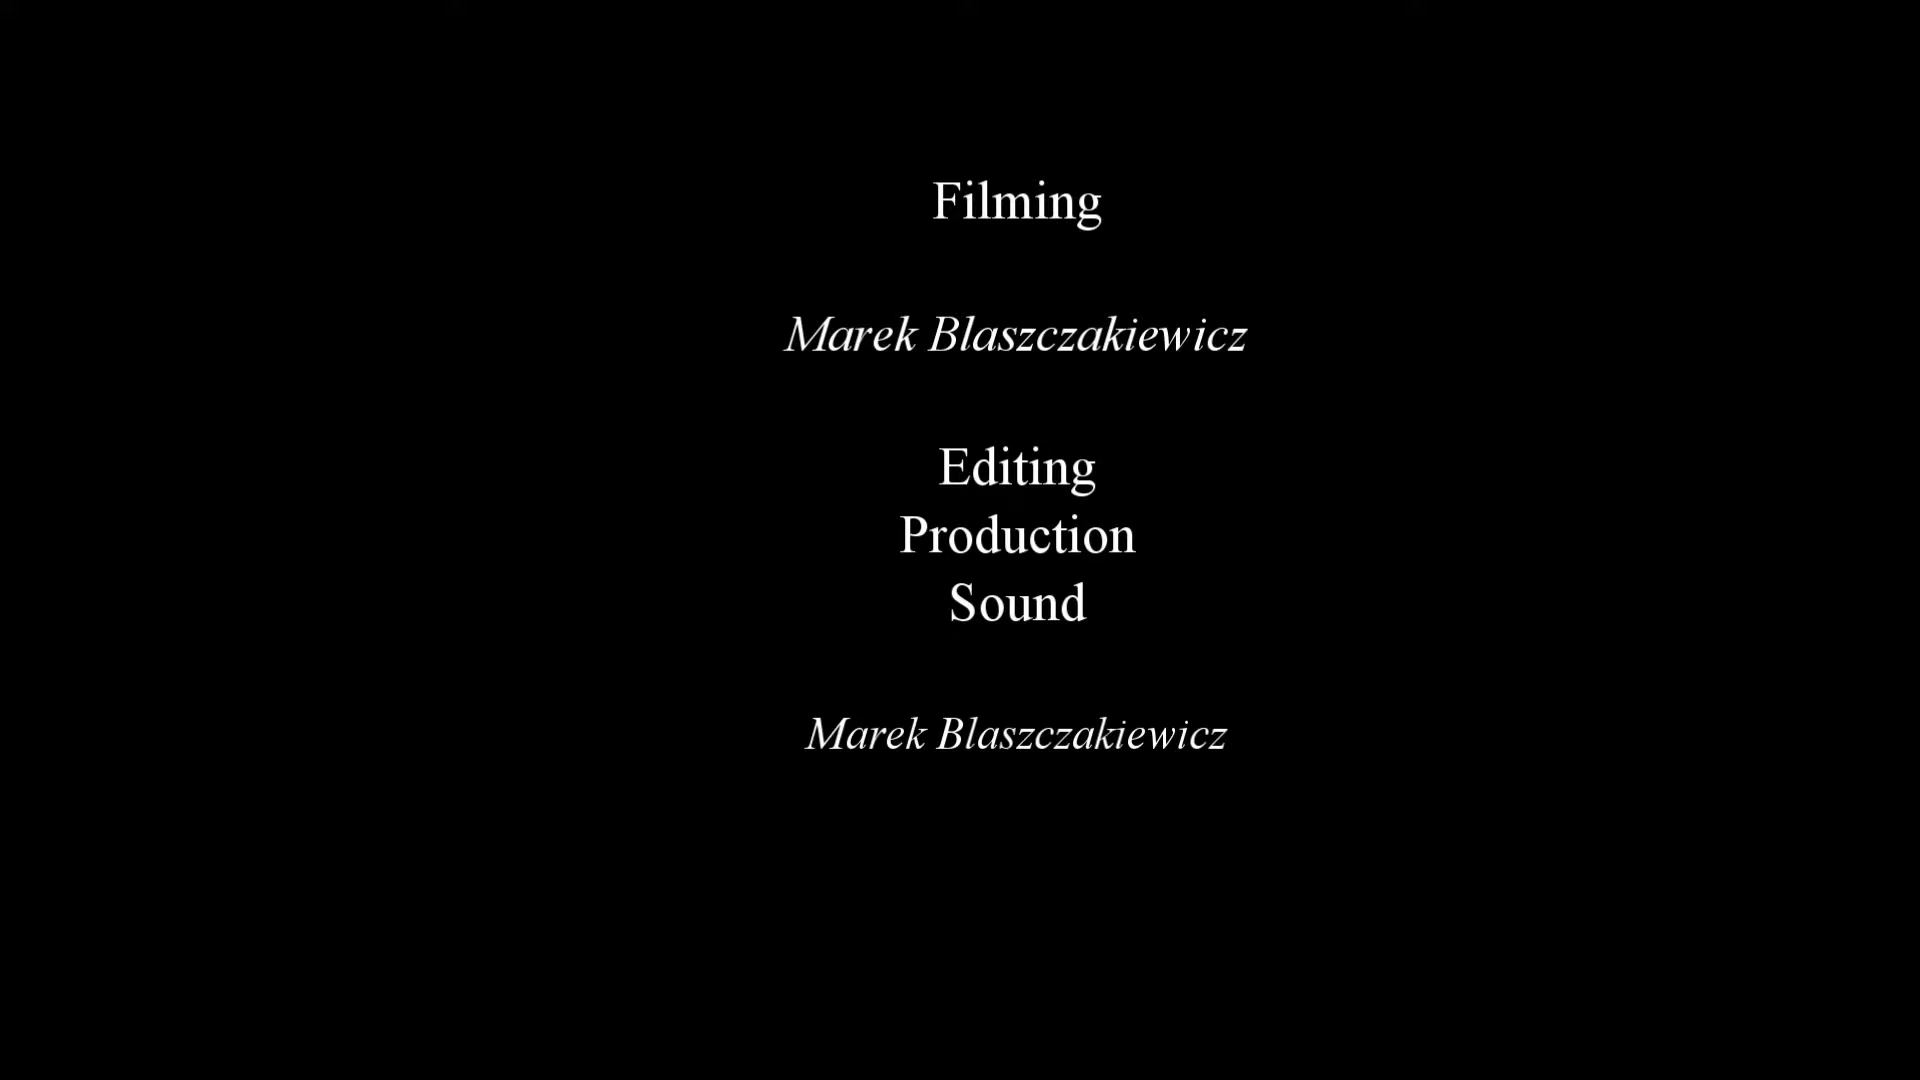 Filming
Marek Blaszczakiewicz
Editing
Production
Sound
Marek Blaszczakiewicz